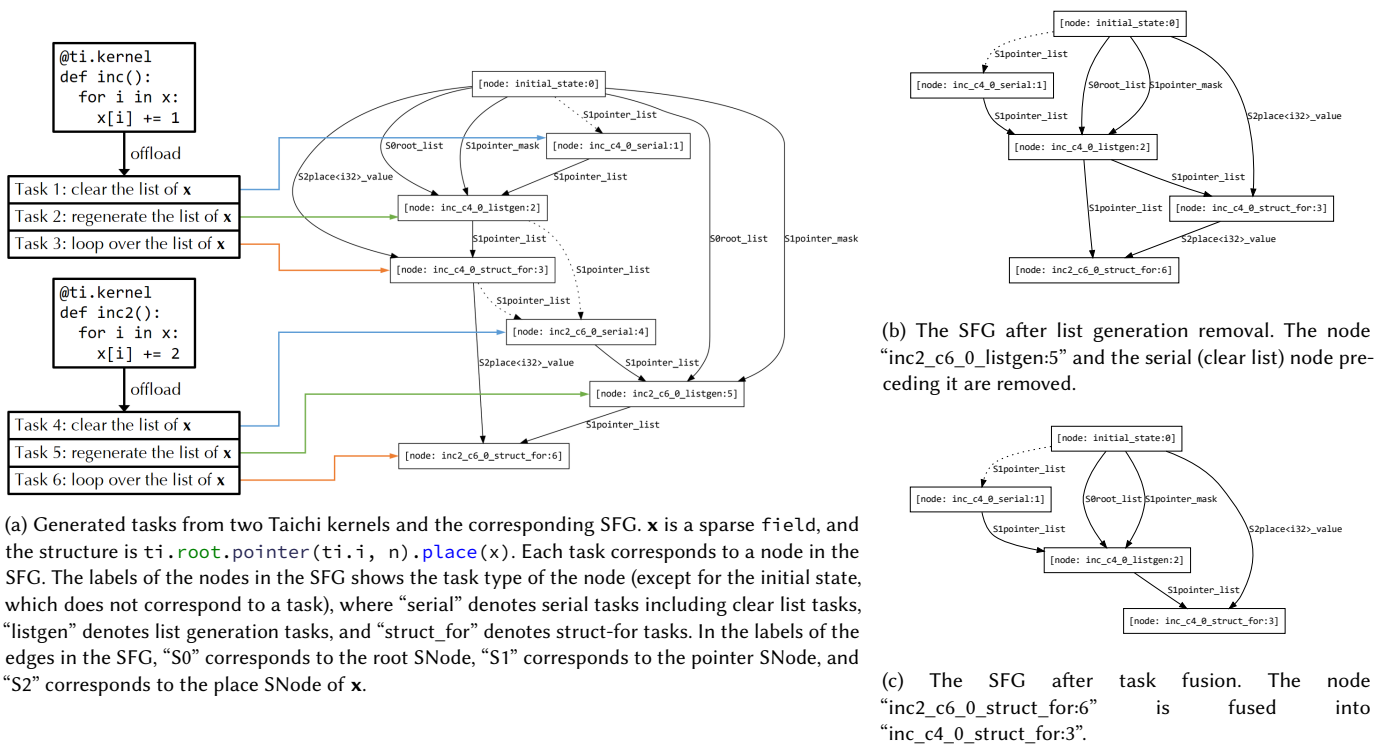 @ti.kernel
def inc():
for i in x:
x[i] += 1
offload
Task 1: clear the list of x
Task 2: regenerate the list of x
Task 3: loop over the list of x
@ti.kernel
def inc2():
for i in x:
x[i] += 2
offload
Task 4: clear the list of x
Task 5: regenerate the list of x
Task 6: loop over the list of x
[node: initial_state:0]
S1pointer_list
S0root_list
S1pointer_mask
[node: inc_c4_0_serial:1]
S2place<i32>_value
S1pointer_list
[node: inc_c4_0_listgen:2]
S1pointer_list
S0root_list
S1pointer_mask
[node: inc_c4_0_struct_for:3]
S1pointer_list
S1pointer_list
[node: inc2_c6_0_serial:4]
S2place<i32>_value
S1pointer_list
[node: inc2_c6_0_listgen:5]
S1pointer_list
[node: inc2_c6_0_struct_for:6]
(a) Generated tasks from two Taichi kernels and the corresponding SFG. x is a sparse field, and
the structure is ti.root.pointer(ti.i, n).place(x). Each task corresponds to a node in the
SFG. The labels of the nodes in the SFG shows the task type of the node (except for the initial state,
which does not correspond to a task), where “serial” denotes serial tasks including clear list tasks,
“listgen” denotes list generation tasks, and “struct_for” denotes struct-for tasks. In the labels of the
edges in the SFG, “S0” corresponds to the root SNode, “S1” corresponds to the pointer SNode, and
“S2” corresponds to the place SNode of x.
[node: initial_state:0]
S1pointer_list
[node: inc_c4_0_serial:1]
S0root_list
S1pointer_mask
S1pointer_list
S2place<i32>_value
[node: inc_c4_0_listgen:2]
S1pointer_list
S1pointer_list
[node: inc_c4_0_struct_for:3]
S2place<i32>_value
[node: inc2_c6_0_struct_for:6]
(b) The SFG after list generation removal. The node
“inc2_c6_0_listgen:5” and the serial (clear list) node pre-
ceding it are removed.
[node: initial_state:0]
S1pointer_list
[node: inc_c4_0_serial:1]
S0root_list
S1pointer_mask
S1pointer_list
S2place<i32>_value
[node: inc_c4_0_listgen:2]
S1pointer_list
[node: inc_c4_0_struct_for:3]
(c) The SFG after task fusion. The node
“inc2_c6_0_struct_for:6” is fused into
“inc_c4_0_struct_for:3”.